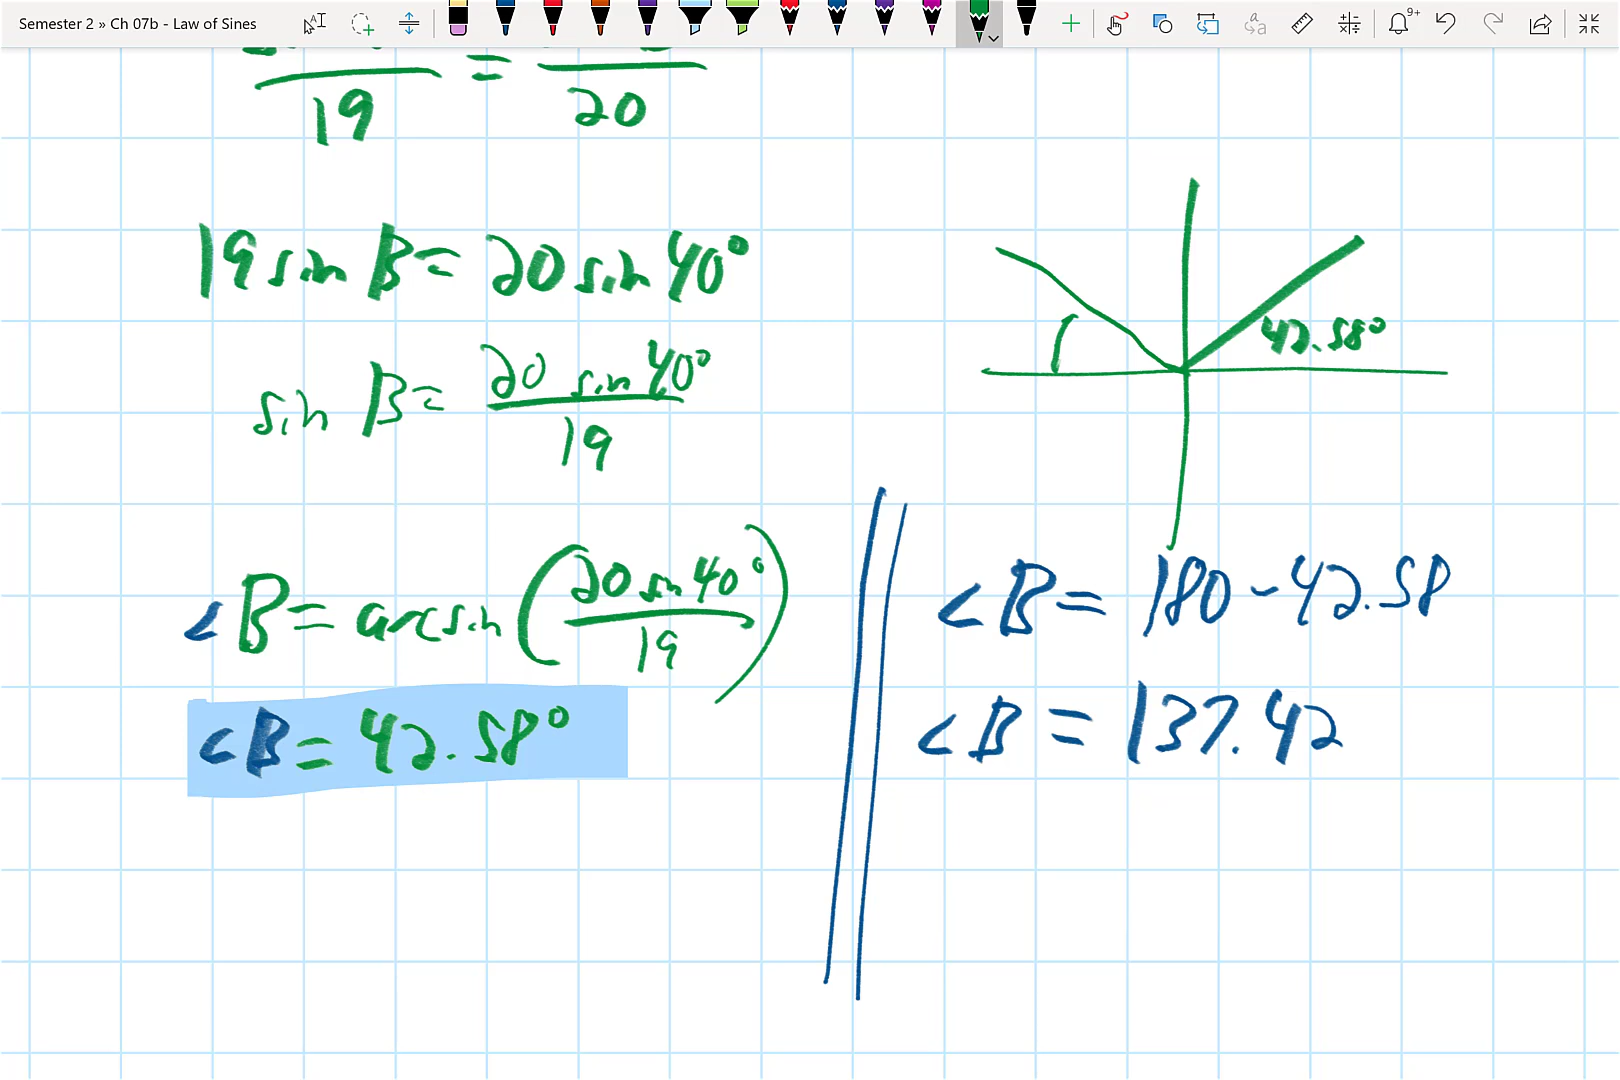 Semester 2 » Ch 07b - Law of Sines
9+
19 = 20
19 sin B = 20 sin 40°
sin B = 20 sin 40° / 19
42.58°
∠B = arcsin (20 sin 40° / 19)
∠B = 42.58°
∠B = 180 - 42.58
∠B = 137.42